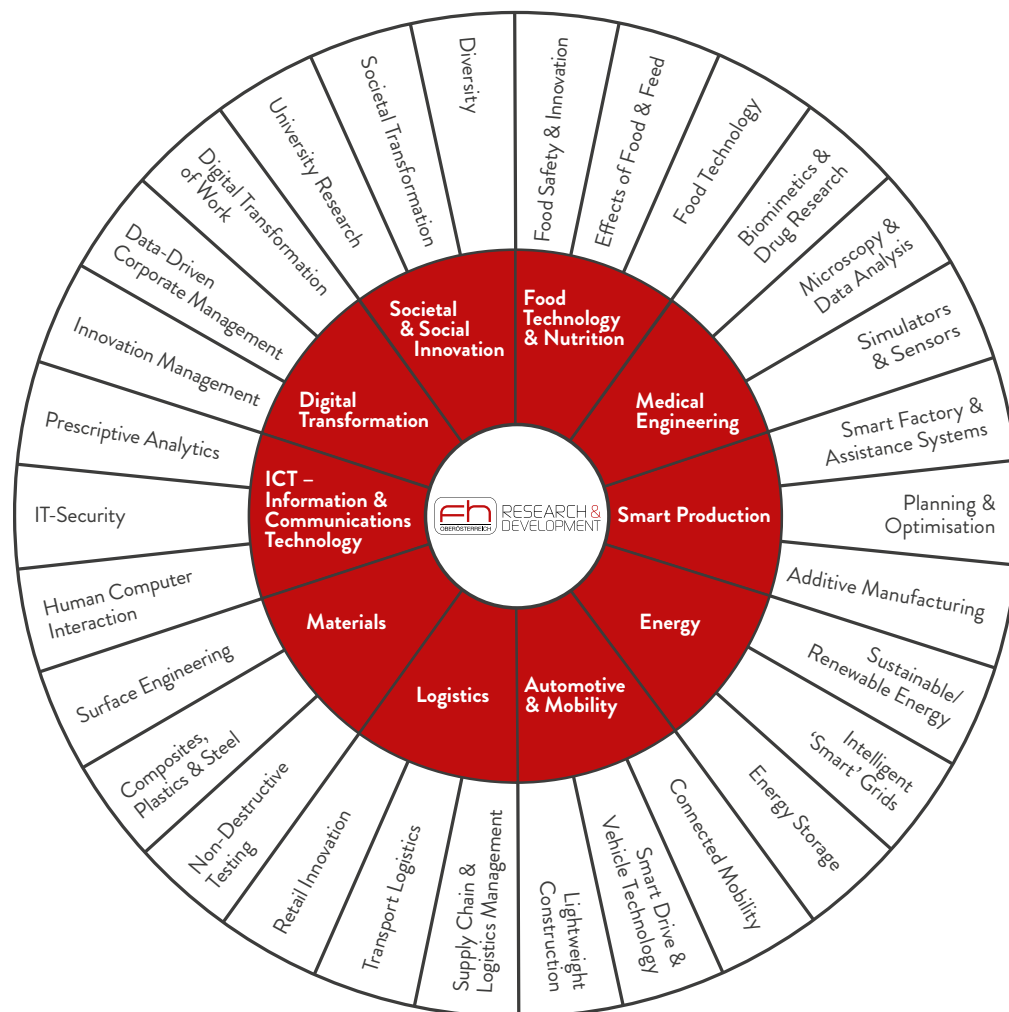 Diversity
Food Safety & Innovation
Effects of Food & Feed
Food Technology
Biomimetics &
Drug Research
Microscopy &
Data Analysis
Simulators
& Sensors
Smart Factory &
Assistance Systems
Planning &
Optimisation
Additive Manufacturing
Sustainable/
Renewable Energy
Intelligent
‘Smart’ Grids
Energy Storage
Connected Mobility
Smart Drive &
Vehicle Technology
Lightweight
Construction
Supply Chain &
Logistics Management
Transport Logistics
Retail Innovation
Non-Destructive
Testing
Composites,
Plastics & Steel
Surface Engineering
Human Computer
Interaction
IT-Security
Prescriptive Analytics
Innovation Management
Data-Driven
Corporate Management
Digital Transformation
of Work
University Research
Societal Transformation
Food
Technology
& Nutrition
Medical
Engineering
Smart Production
Energy
Automotive
& Mobility
Logistics
Materials
ICT –
Information &
Communications
Technology
Digital
Transformation
Societal
& Social
Innovation
fh
OBERÖSTERREICH
RESEARCH &
DEVELOPMENT